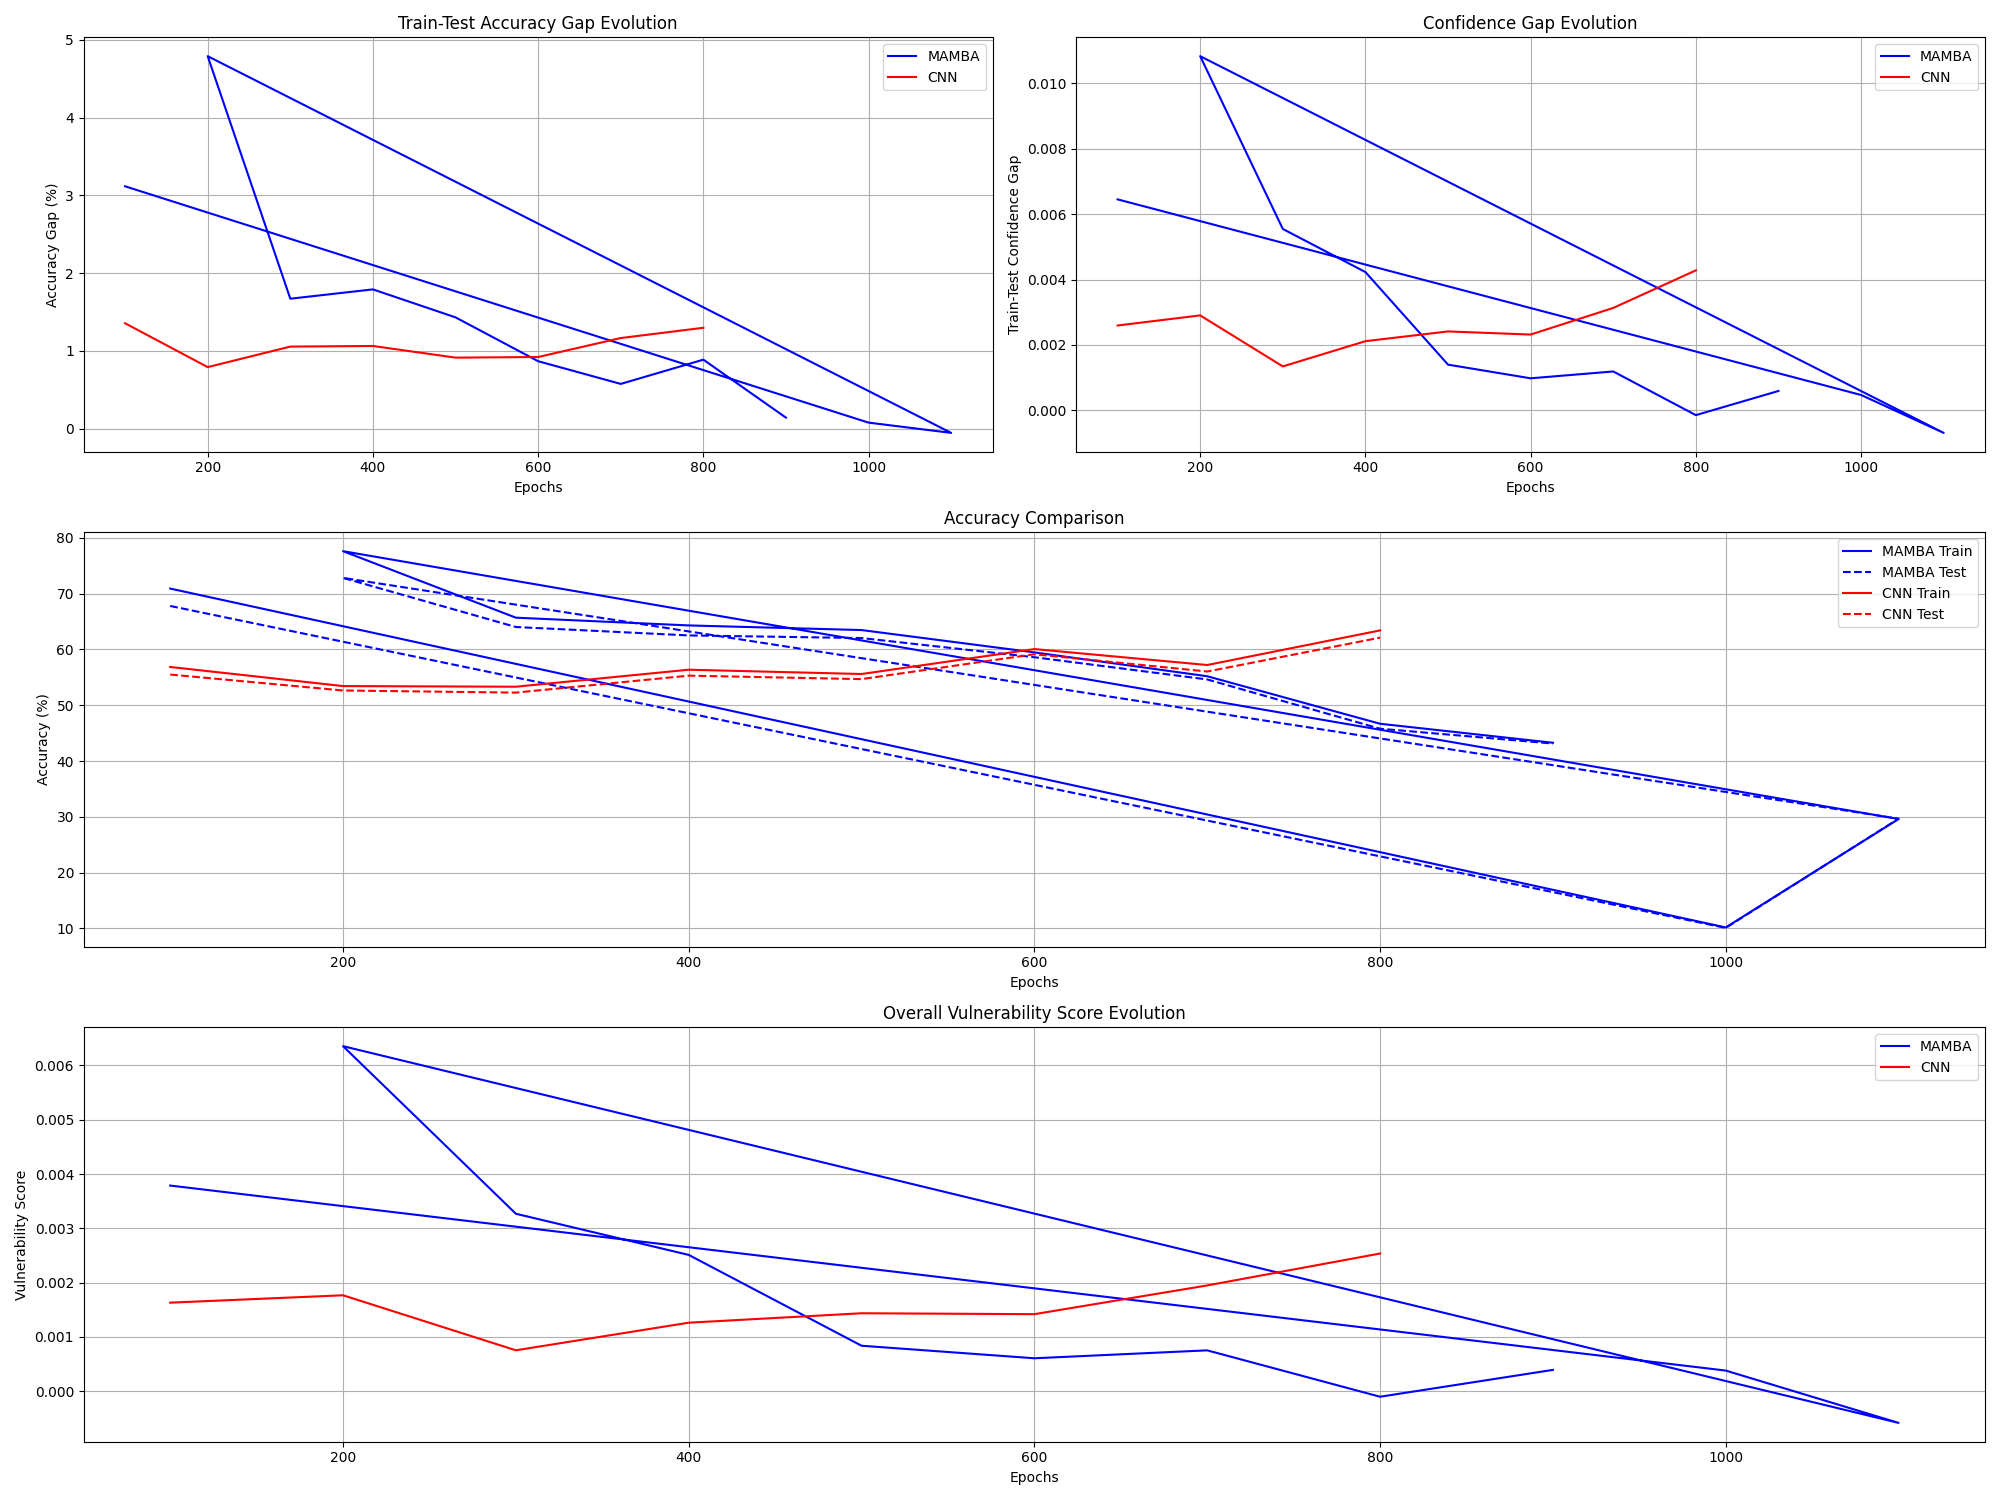 Train-Test Accuracy Gap Evolution
5
4
3
2
1
0
Accuracy Gap (%)
200 400 600 800 1000
Epochs
MAMBA
CNN
Confidence Gap Evolution
0.010
0.008
0.006
0.004
0.002
0.000
Train-Test Confidence Gap
200 400 600 800 1000
Epochs
MAMBA
CNN
Accuracy Comparison
80
70
60
50
40
30
20
10
Accuracy (%)
200 400 600 800 1000
Epochs
MAMBA Train
MAMBA Test
CNN Train
CNN Test
Overall Vulnerability Score Evolution
0.006
0.005
0.004
0.003
0.002
0.001
0.000
Vulnerability Score
200 400 600 800 1000
Epochs
MAMBA
CNN